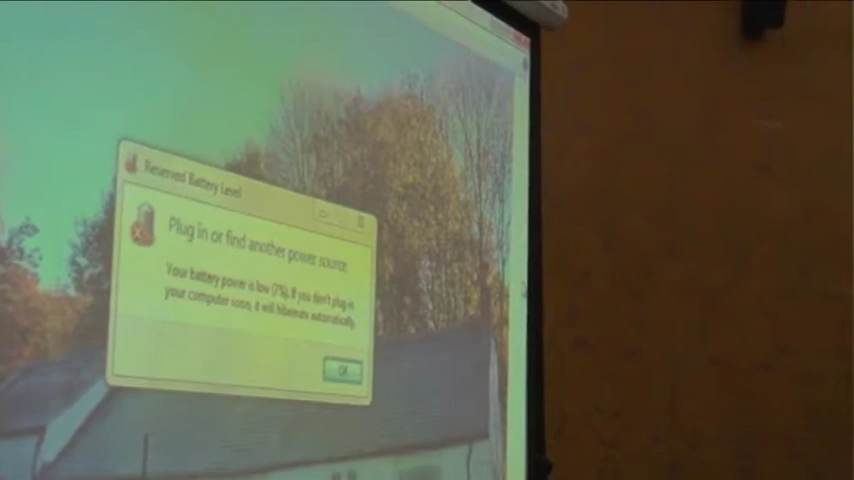 Reserved Battery Level
Plug in or find another power source
Your battery power is low (7%). If you don't plug in
your computer soon, it will hibernate automatically.
OK